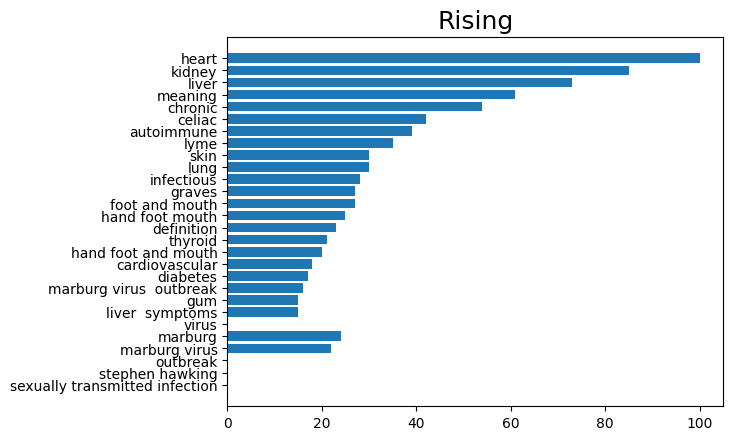 Rising
heart
kidney
liver
meaning
chronic
celiac
autoimmune
lyme
skin
lung
infectious
graves
foot and mouth
hand foot mouth
definition
thyroid
hand foot and mouth
cardiovascular
diabetes
marburg virus  outbreak
gum
liver  symptoms
virus
marburg
marburg virus
outbreak
stephen hawking
sexually transmitted infection
0 20 40 60 80 100